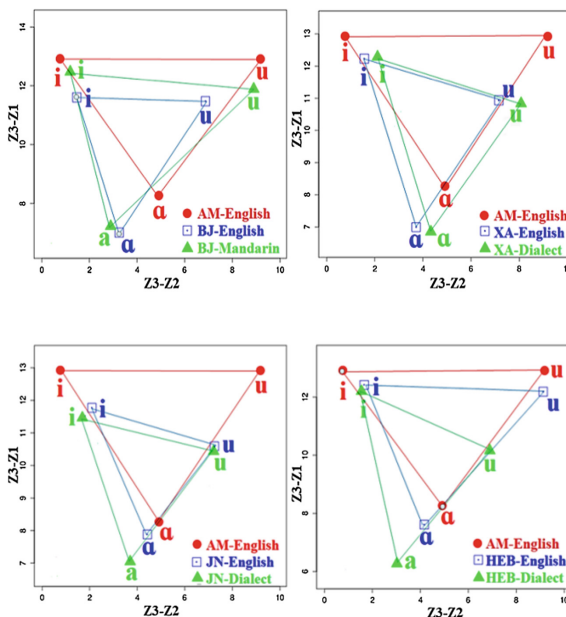 14
12
10
8
Z3-Z1
i
i
i
u
u
u
ɑ
a
ɑ
AM-English
BJ-English
BJ-Mandarin
0 2 4 6 8 10
Z3-Z2
13
12
11
10
9
8
7
Z3-Z1
i
i
i
u
u
u
ɑ
ɑ
ɑ
AM-English
XA-English
XA-Dialect
0 2 4 6 8 10
Z3-Z2
13
12
11
10
9
8
7
Z3-Z1
i
i
i
u
u
u
ɑ
ɑ
a
AM-English
JN-English
JN-Dialect
0 2 4 6 8 10
Z3-Z2
12
10
8
6
Z3-Z1
i
i
i
u
u
u
ɑ
ɑ
a
AM-English
HEB-English
HEB-Dialect
0 2 4 6 8 10
Z3-Z2